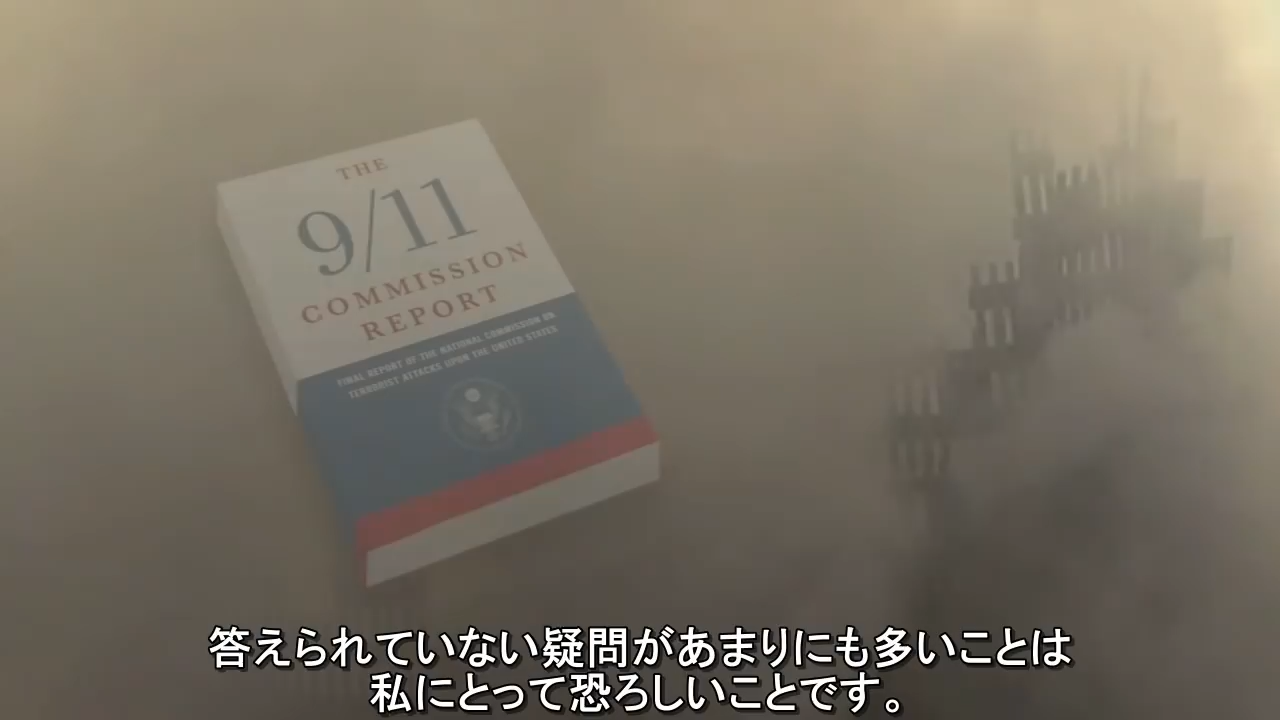 THE
9/11
COMMISSION
REPORT
FINAL REPORT OF THE NATIONAL COMMISSION ON
TERRORIST ATTACKS UPON THE UNITED STATES
答えられていない疑問があまりにも多いことは
私にとって恐ろしいことです。